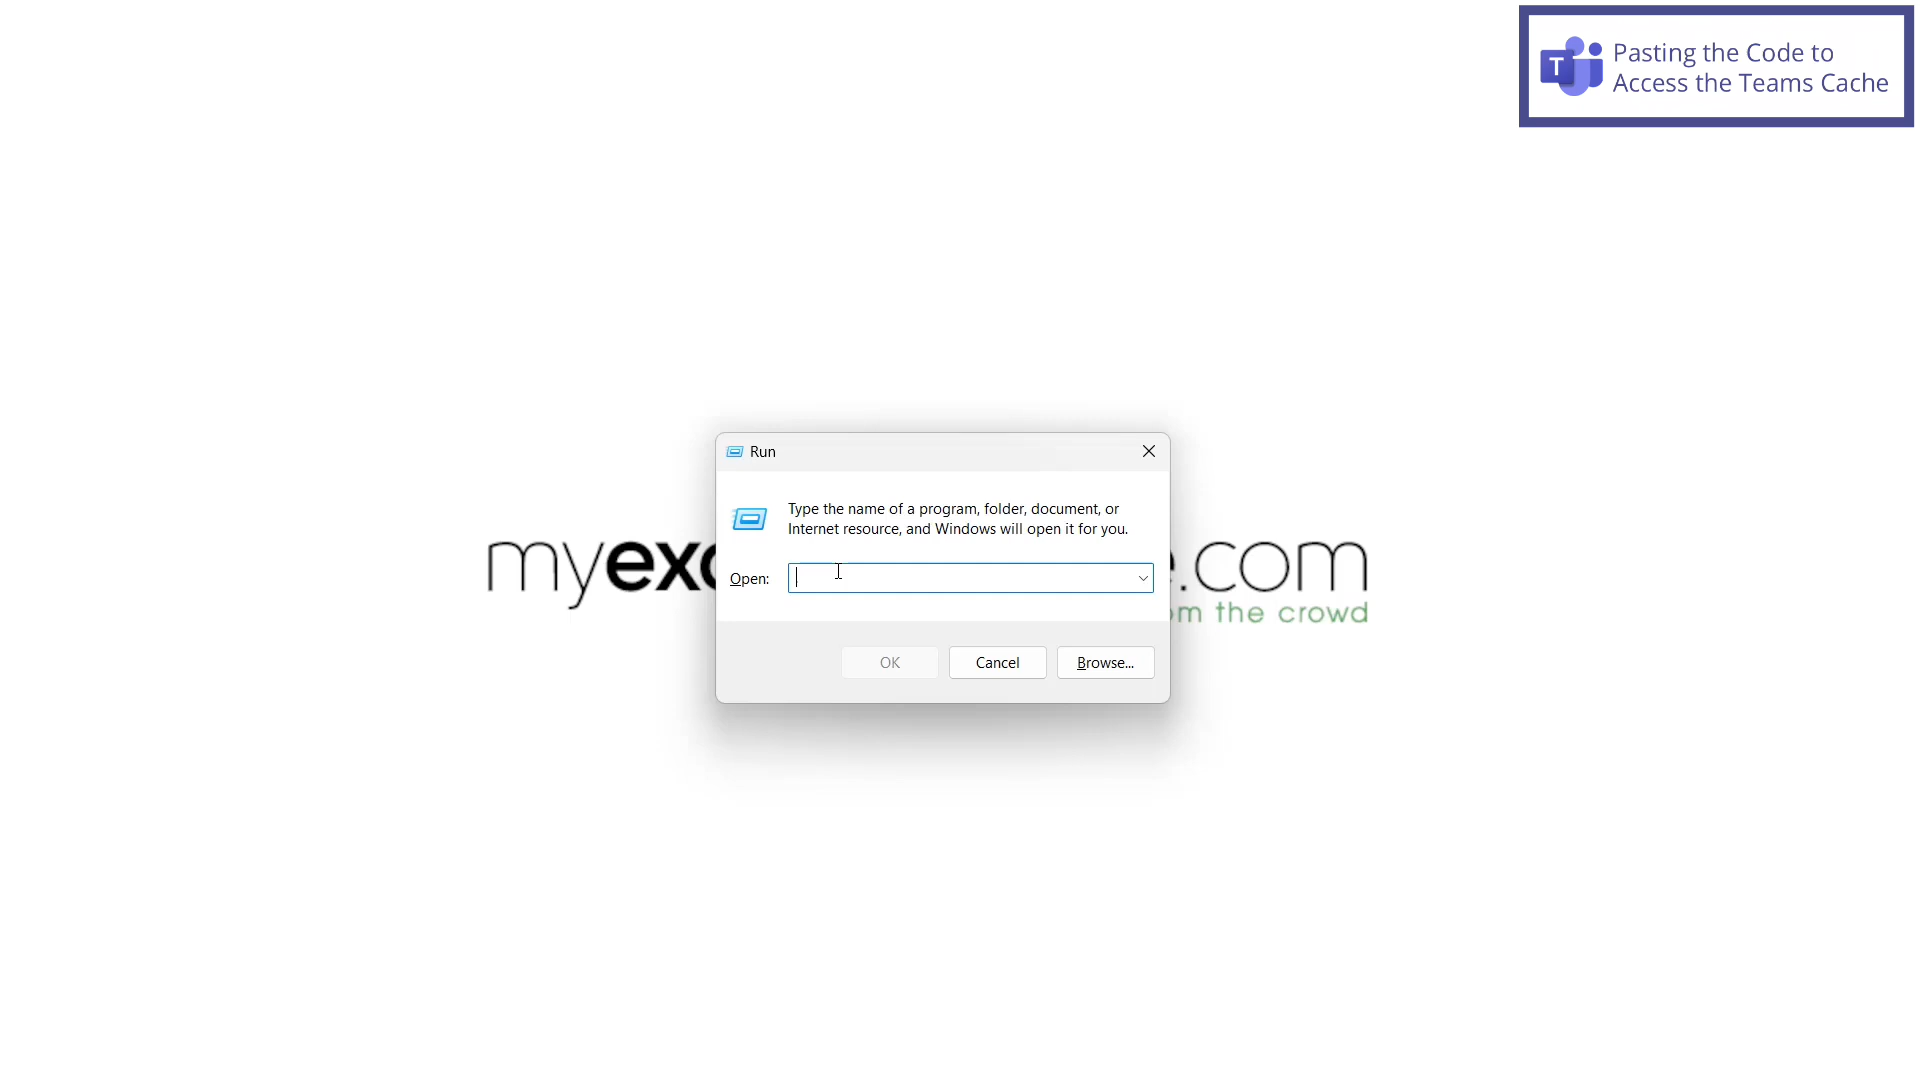 T
Pasting the Code to
Access the Teams Cache
Run
Type the name of a program, folder, document, or
Internet resource, and Windows will open it for you.
Open:
OK
Cancel
Browse...
.com
the crowd